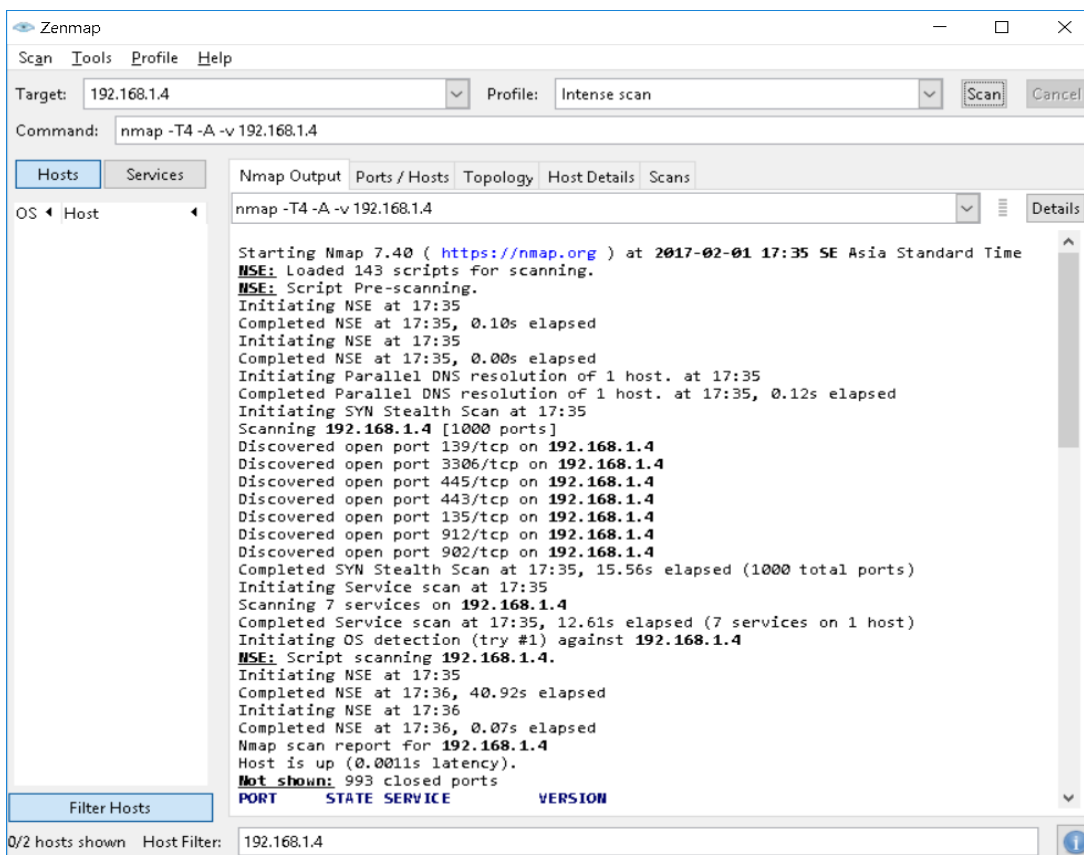 Zenmap
Scan Tools Profile Help
Target: 192.168.1.4 Profile: Intense scan Scan Cancel
Command: nmap -T4 -A -v 192.168.1.4
Hosts Services Nmap Output Ports / Hosts Topology Host Details Scans
OS Host nmap -T4 -A -v 192.168.1.4 Details
Starting Nmap 7.40 ( https://nmap.org ) at 2017-02-01 17:35 SE Asia Standard Time
NSE: Loaded 143 scripts for scanning.
NSE: Script Pre-scanning.
Initiating NSE at 17:35
Completed NSE at 17:35, 0.10s elapsed
Initiating NSE at 17:35
Completed NSE at 17:35, 0.00s elapsed
Initiating Parallel DNS resolution of 1 host. at 17:35
Completed Parallel DNS resolution of 1 host. at 17:35, 0.12s elapsed
Initiating SYN Stealth Scan at 17:35
Scanning 192.168.1.4 [1000 ports]
Discovered open port 139/tcp on 192.168.1.4
Discovered open port 3306/tcp on 192.168.1.4
Discovered open port 445/tcp on 192.168.1.4
Discovered open port 443/tcp on 192.168.1.4
Discovered open port 135/tcp on 192.168.1.4
Discovered open port 912/tcp on 192.168.1.4
Discovered open port 902/tcp on 192.168.1.4
Completed SYN Stealth Scan at 17:35, 15.56s elapsed (1000 total ports)
Initiating Service scan at 17:35
Scanning 7 services on 192.168.1.4
Completed Service scan at 17:35, 12.61s elapsed (7 services on 1 host)
Initiating OS detection (try #1) against 192.168.1.4
NSE: Script scanning 192.168.1.4.
Initiating NSE at 17:35
Completed NSE at 17:36, 40.92s elapsed
Initiating NSE at 17:36
Completed NSE at 17:36, 0.07s elapsed
Nmap scan report for 192.168.1.4
Host is up (0.0011s latency).
Not shown: 993 closed ports
PORT STATE SERVICE VERSION
Filter Hosts
0/2 hosts shown Host Filter: 192.168.1.4